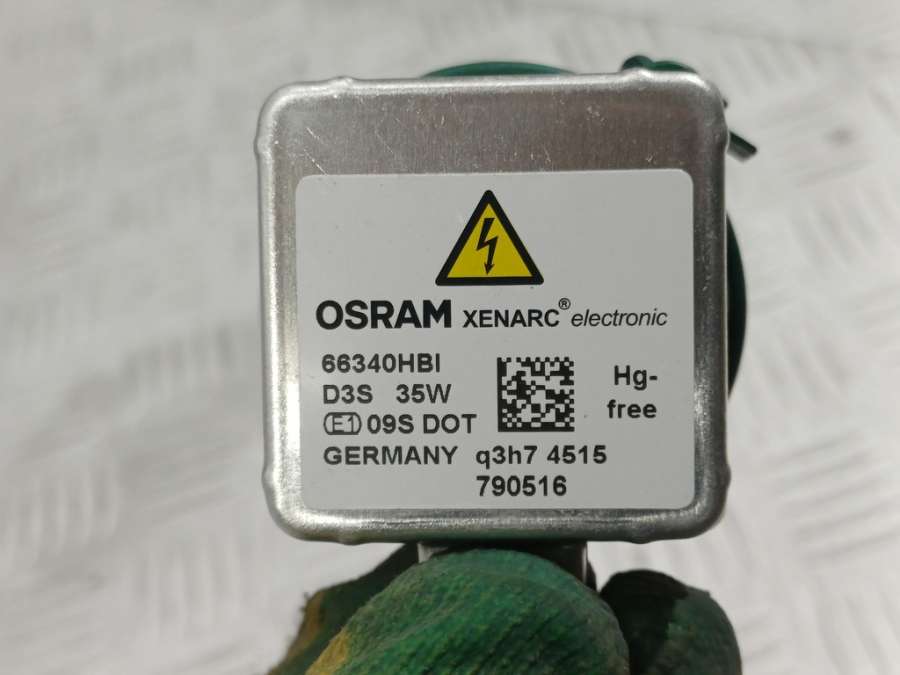 OSRAM XENARC® electronic
66340HBI
D3S 35W
Hg-
free
E1 09S DOT
GERMANY q3h7 4515
790516